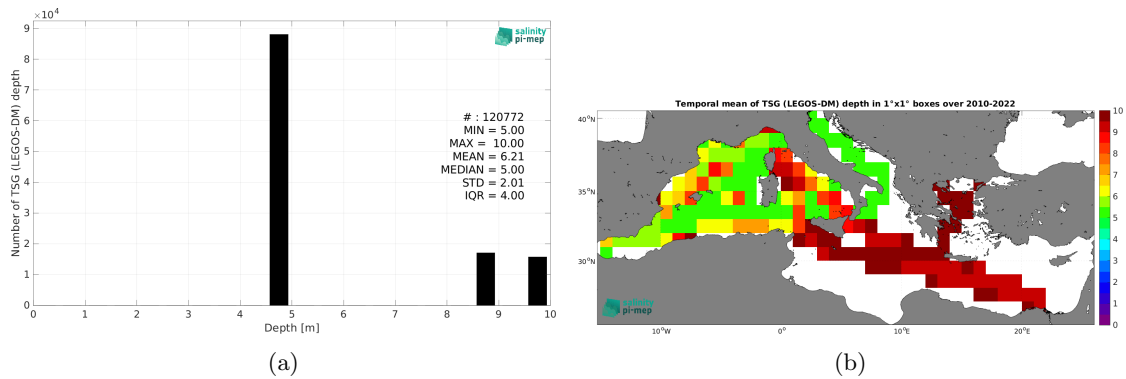 ×10⁴
9
8
7
6
5
4
3
2
1
0
Number of TSG (LEGOS-DM) depth
salinity
pi-mep
# : 120772
MIN = 5.00
MAX = 10.00
MEAN = 6.21
MEDIAN = 5.00
STD = 2.01
IQR = 4.00
0 1 2 3 4 5 6 7 8 9 10
Depth [m]
(a)
Temporal mean of TSG (LEGOS-DM) depth in 1°x1° boxes over 2010-2022
40°N
35°N
30°N
10°W 0° 10°E 20°E
salinity
pi-mep
10
9
8
7
6
5
4
3
2
1
0
(b)